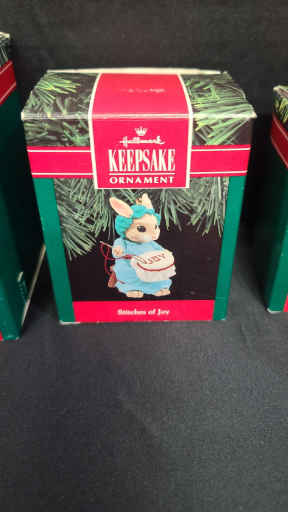 Hallmark
KEEPSAKE
ORNAMENT
JOY
Stitches of Joy